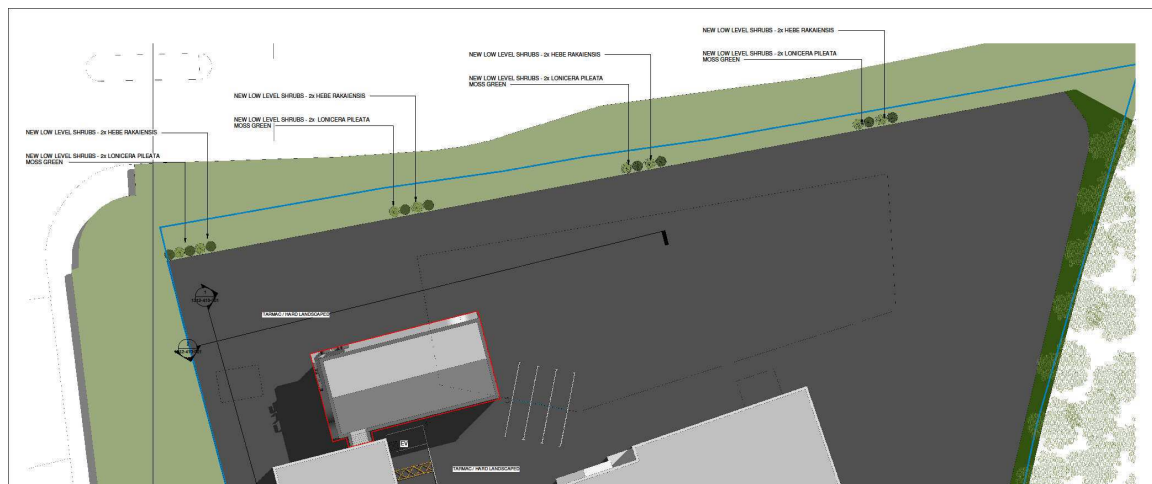 NEW LOW LEVEL SHRUBS - 2x HEBE RAKAIENSIS
NEW LOW LEVEL SHRUBS - 2x LONICERA PILEATA
MOSS GREEN
NEW LOW LEVEL SHRUBS - 2x HEBE RAKAIENSIS
NEW LOW LEVEL SHRUBS - 2x LONICERA PILEATA
MOSS GREEN
NEW LOW LEVEL SHRUBS - 2x HEBE RAKAIENSIS
NEW LOW LEVEL SHRUBS - 2x LONICERA PILEATA
MOSS GREEN
NEW LOW LEVEL SHRUBS - 2x HEBE RAKAIENSIS
NEW LOW LEVEL SHRUBS - 2x LONICERA PILEATA
MOSS GREEN
TARMAC / HARD LANDSCAPES
EV
TARMAC / HARD LANDSCAPED